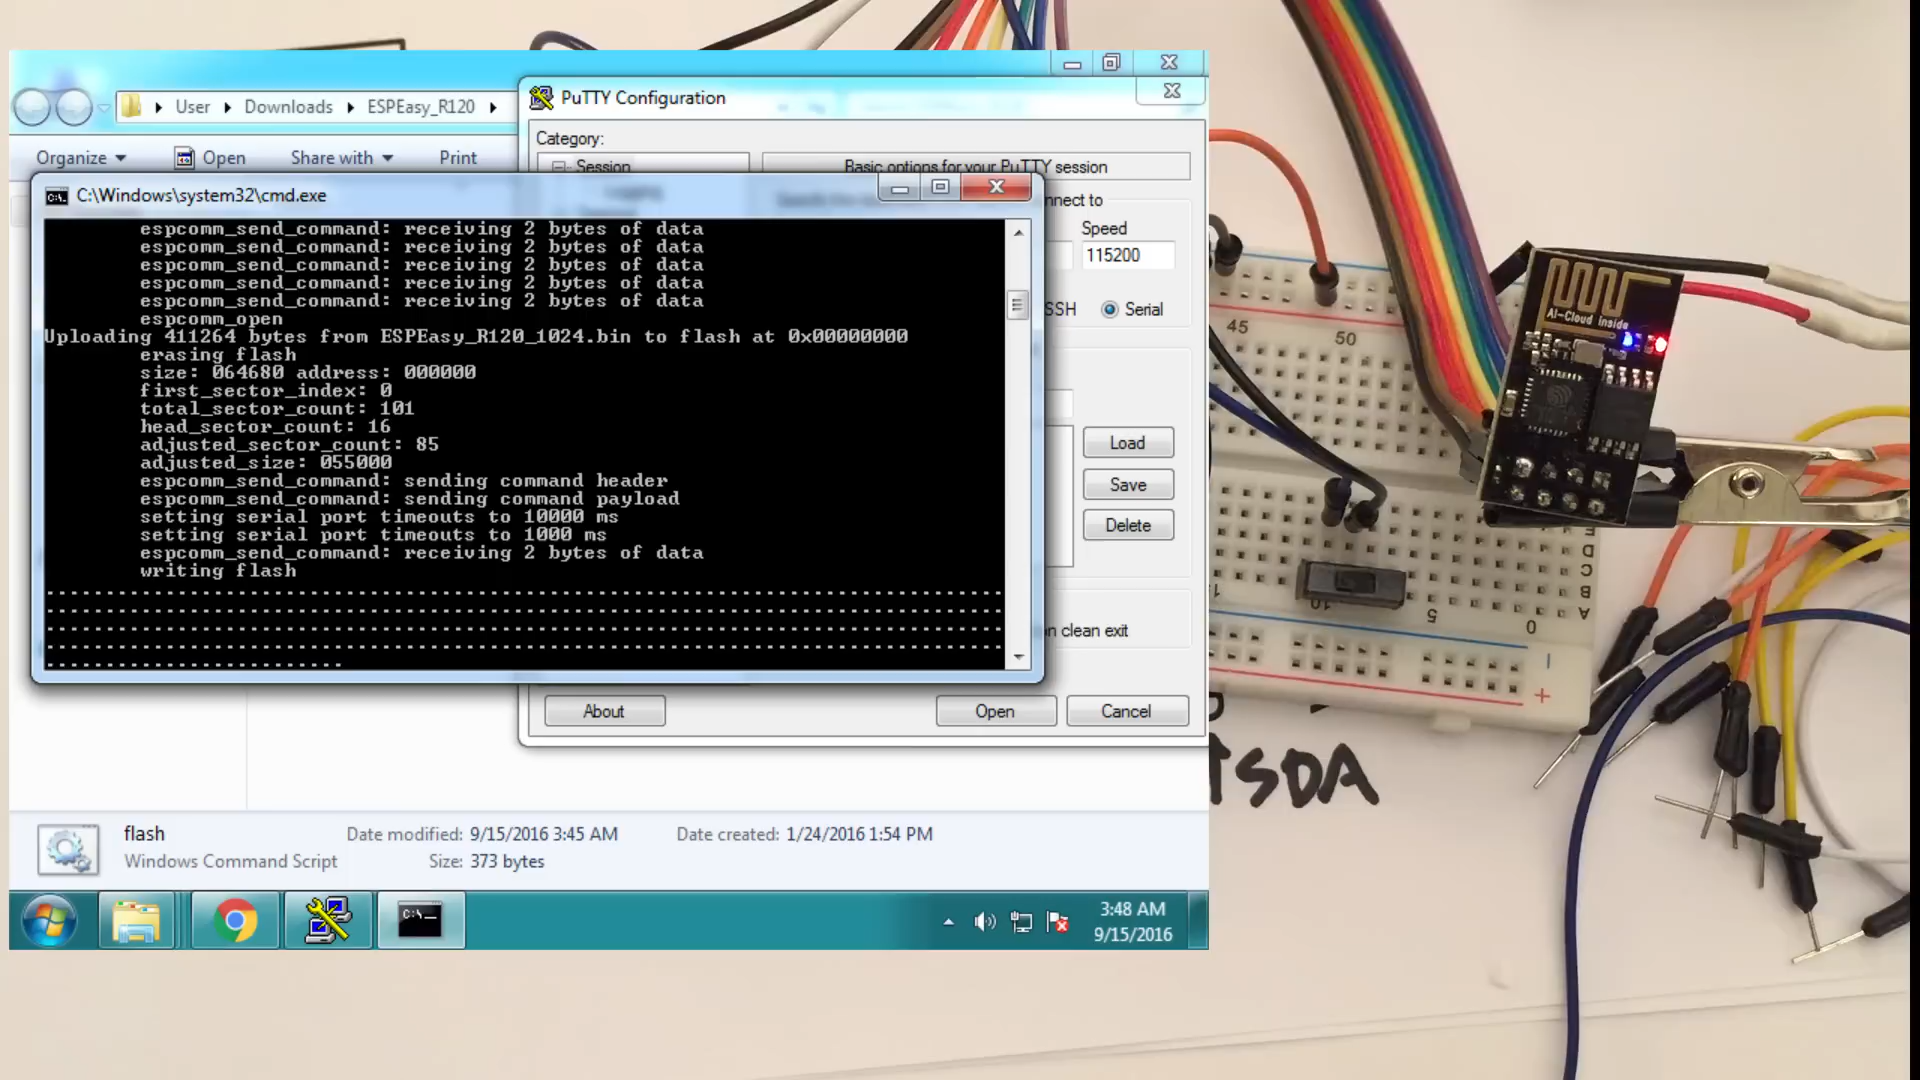 User
Downloads
ESPEasy_R120
PuTTY Configuration
Category:
Organize
Open
Share with
Print
Session
Logging
Basic options for your PuTTY session
C:\Windows\system32\cmd.exe
nnect to
Speed
115200
SSH
Serial
espcomm_send_command: receiving 2 bytes of data
espcomm_send_command: receiving 2 bytes of data
espcomm_send_command: receiving 2 bytes of data
espcomm_send_command: receiving 2 bytes of data
espcomm_send_command: receiving 2 bytes of data
espcomm_open
Uploading 411264 bytes from ESPEasy_R120_1024.bin to flash at 0x00000000
erasing flash
size: 064680 address: 000000
first_sector_index: 0
total_sector_count: 101
head_sector_count: 16
adjusted_sector_count: 85
adjusted_size: 055000
espcomm_send_command: sending command header
espcomm_send_command: sending command payload
setting serial port timeouts to 10000 ms
setting serial port timeouts to 1000 ms
espcomm_send_command: receiving 2 bytes of data
writing flash
Load
Save
Delete
n clean exit
About
Open
Cancel
flash
Date modified: 9/15/2016 3:45 AM
Date created: 1/24/2016 1:54 PM
Windows Command Script
Size: 373 bytes
3:48 AM
9/15/2016
45
50
AI-Cloud inside
E
D
C
B
A
10
5
0
TSDA